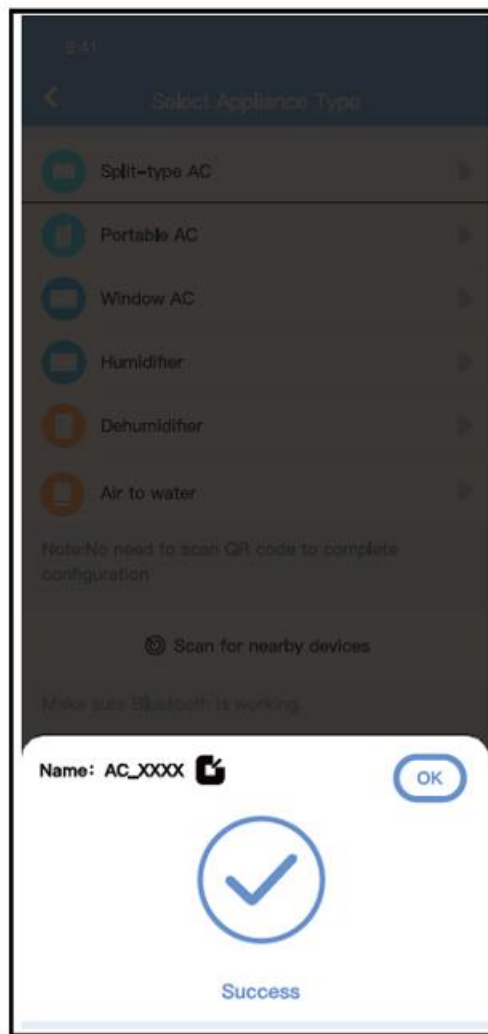 9:41
Select Appliance Type
Split-type AC
Portable AC
Window AC
Humidifier
Dehumidifier
Air to water
Note:No need to scan QR code to complete
configuration
Scan for nearby devices
Make sure Bluetooth is working.
Name: AC_XXXX
OK
Success